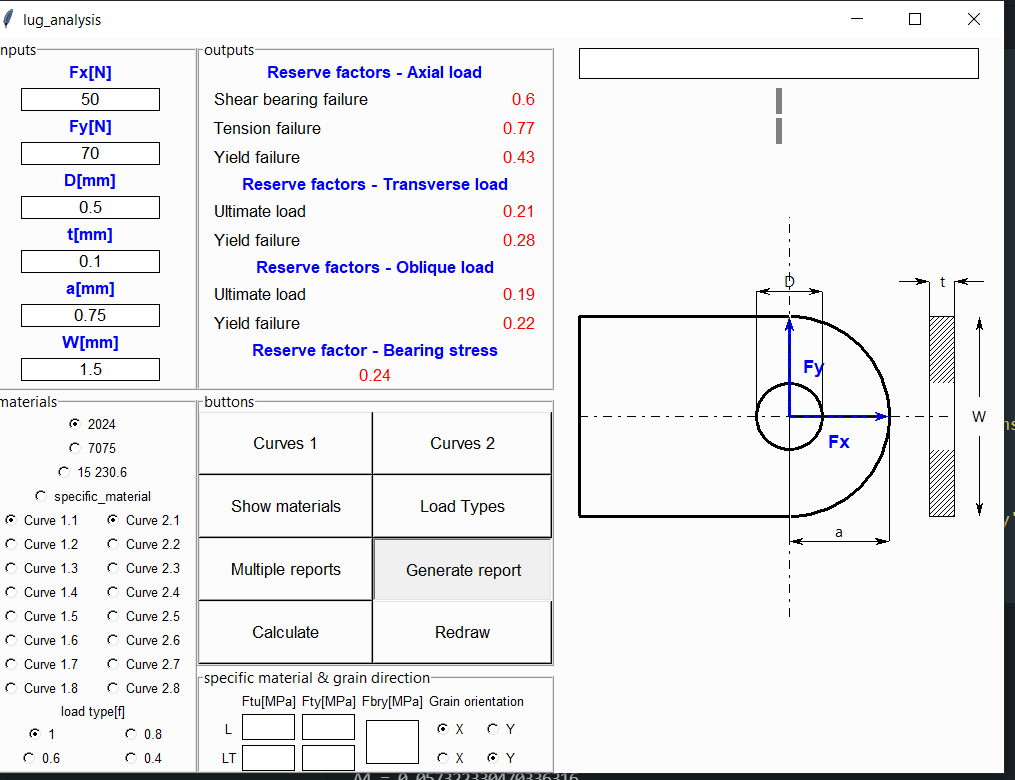 lug_analysis
nputs
Fx[N]
50
Fy[N]
70
D[mm]
0.5
t[mm]
0.1
a[mm]
0.75
W[mm]
1.5
outputs
Reserve factors - Axial load
Shear bearing failure 0.6
Tension failure 0.77
Yield failure 0.43
Reserve factors - Transverse load
Ultimate load 0.21
Yield failure 0.28
Reserve factors - Oblique load
Ultimate load 0.19
Yield failure 0.22
Reserve factor - Bearing stress
0.24
materials
2024
7075
15 230.6
specific_material
Curve 1.1 Curve 2.1
Curve 1.2 Curve 2.2
Curve 1.3 Curve 2.3
Curve 1.4 Curve 2.4
Curve 1.5 Curve 2.5
Curve 1.6 Curve 2.6
Curve 1.7 Curve 2.7
Curve 1.8 Curve 2.8
load type[f]
1 0.8
0.6 0.4
buttons
Curves 1 Curves 2
Show materials Load Types
Multiple reports Generate report
Calculate Redraw
specific material & grain direction
Ftu[MPa] Fty[MPa] Fbry[MPa] Grain orientation
L X Y
LT X Y
D
t
Fy
W
Fx
a